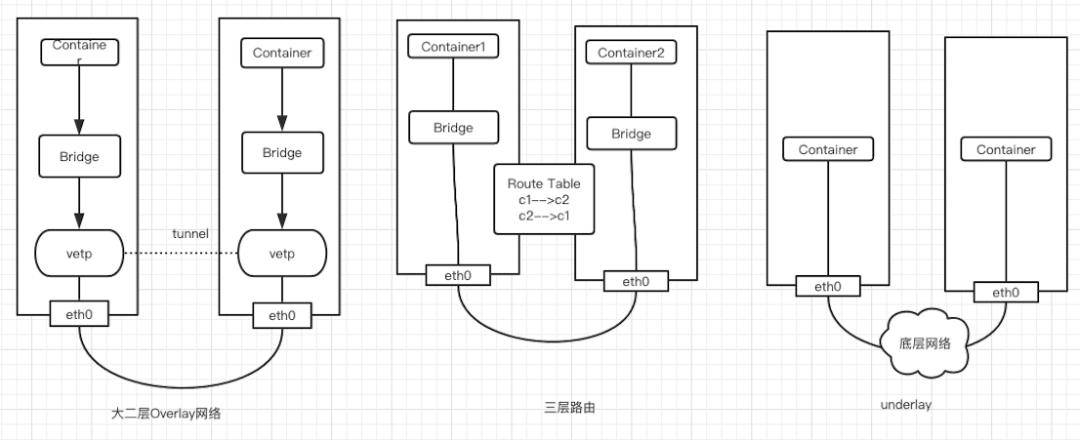 Containe
r
Bridge
vetp
eth0
tunnel
Container
Bridge
vetp
eth0
大二层Overlay网络
Container1
Bridge
eth0
Route Table
c1-->c2
c2-->c1
Container2
Bridge
eth0
三层路由
Container
eth0
Container
eth0
底层网络
underlay